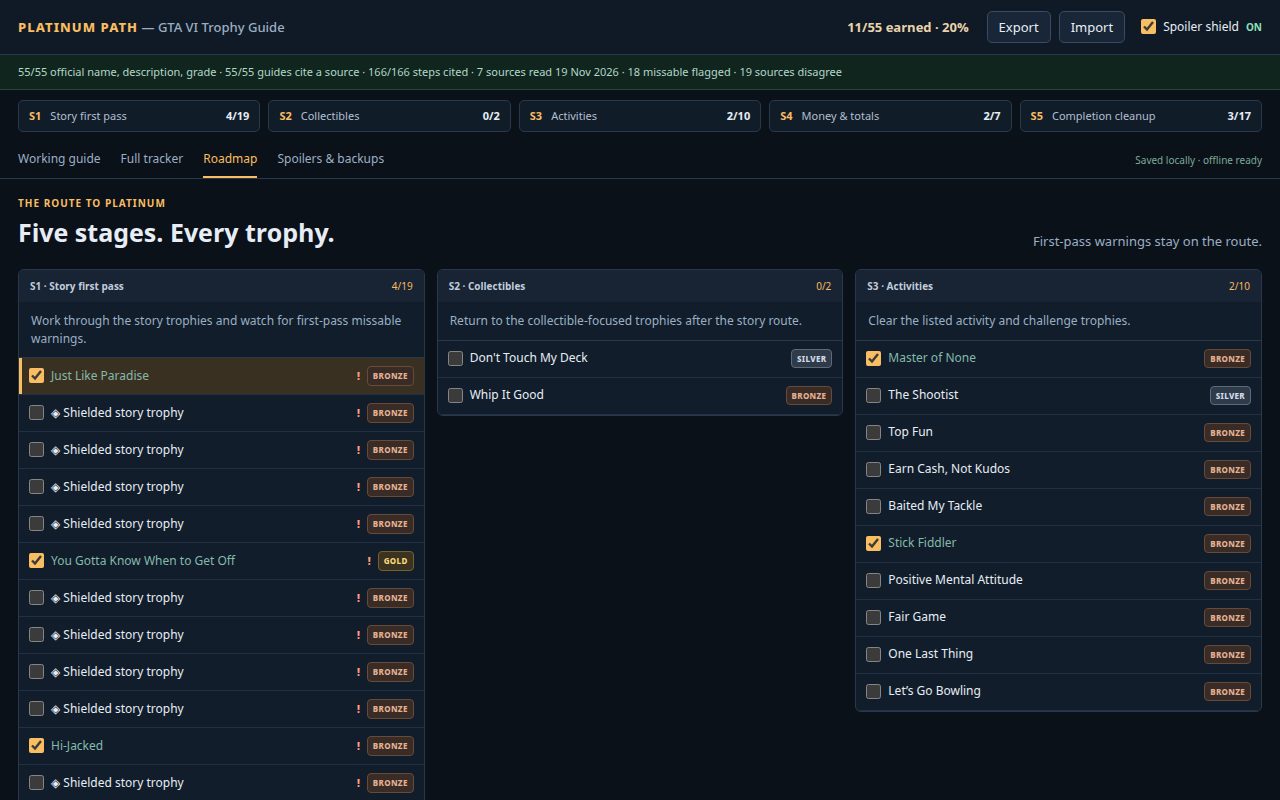 PLATINUM PATH — GTA VI Trophy Guide
11/55 earned · 20%
Export
Import
Spoiler shield ON
55/55 official name, description, grade · 55/55 guides cite a source · 166/166 steps cited · 7 sources read 19 Nov 2026 · 18 missable flagged · 19 sources disagree
S1 Story first pass 4/19
S2 Collectibles 0/2
S3 Activities 2/10
S4 Money & totals 2/7
S5 Completion cleanup 3/17
Working guide
Full tracker
Roadmap
Spoilers & backups
Saved locally · offline ready
THE ROUTE TO PLATINUM
Five stages. Every trophy.
First-pass warnings stay on the route.
S1 · Story first pass 4/19
Work through the story trophies and watch for first-pass missable
warnings.
Just Like Paradise ! BRONZE
◈ Shielded story trophy ! BRONZE
◈ Shielded story trophy ! BRONZE
◈ Shielded story trophy ! BRONZE
◈ Shielded story trophy ! BRONZE
You Gotta Know When to Get Off ! GOLD
◈ Shielded story trophy ! BRONZE
◈ Shielded story trophy ! BRONZE
◈ Shielded story trophy ! BRONZE
◈ Shielded story trophy ! BRONZE
Hi-Jacked ! BRONZE
◈ Shielded story trophy ! BRONZE
S2 · Collectibles 0/2
Return to the collectible-focused trophies after the story route.
Don't Touch My Deck SILVER
Whip It Good BRONZE
S3 · Activities 2/10
Clear the listed activity and challenge trophies.
Master of None BRONZE
The Shootist SILVER
Top Fun BRONZE
Earn Cash, Not Kudos BRONZE
Baited My Tackle BRONZE
Stick Fiddler BRONZE
Positive Mental Attitude BRONZE
Fair Game BRONZE
One Last Thing BRONZE
Let's Go Bowling BRONZE